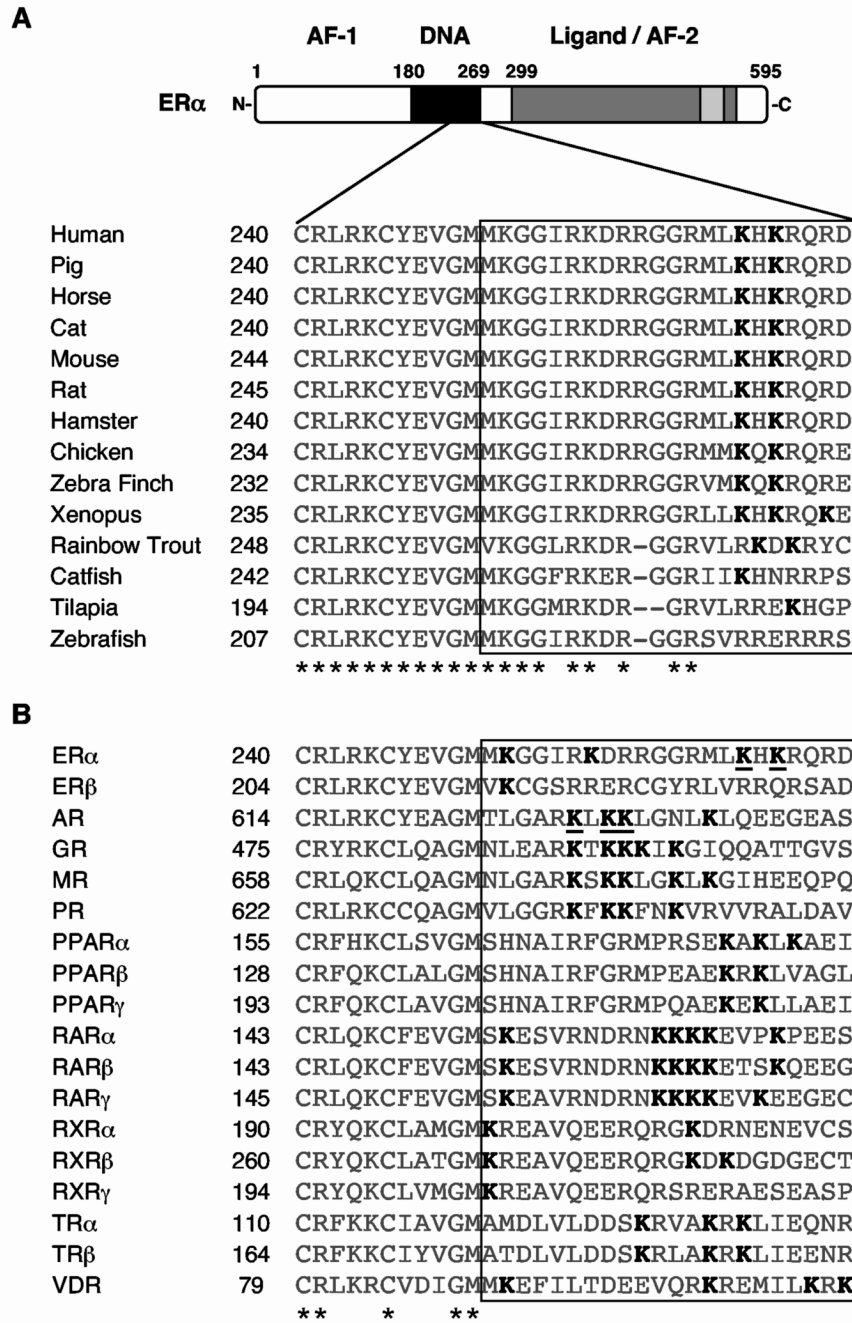 A
AF-1 DNA Ligand / AF-2
1 180 269 299 595
ERα N- -C
Human 240 CRLRKCYEVGMMKGGIRKDRRGGRMLKHKRQRD
Pig 240 CRLRKCYEVGMMKGGIRKDRRGGRMLKHKRQRD
Horse 240 CRLRKCYEVGMMKGGIRKDRRGGRMLKHKRQRD
Cat 240 CRLRKCYEVGMMKGGIRKDRRGGRMLKHKRQRD
Mouse 244 CRLRKCYEVGMMKGGIRKDRRGGRMLKHKRQRD
Rat 245 CRLRKCYEVGMMKGGIRKDRRGGRMLKHKRQRD
Hamster 240 CRLRKCYEVGMMKGGIRKDRRGGRMLKHKRQRD
Chicken 234 CRLRKCYEVGMMKGGIRKDRRGGRMMKQKRQRE
Zebra Finch 232 CRLRKCYEVGMMKGGIRKDRRGGRVMKQKRQRE
Xenopus 235 CRLRKCYEVGMMKGGIRKDRRGGRLLKHKRQKE
Rainbow Trout 248 CRLRKCYEVGMVKGGLRKDR-GGRVLRKDKRYC
Catfish 242 CRLRKCYEVGMMKGGFRKER-GGRIIKHNRRPS
Tilapia 194 CRLRKCYEVGMMKGGMRKDR--GRVLRREKHGP
Zebrafish 207 CRLRKCYEVGMMKGGIRKDR-GGRSVRRERRRS
*************** ** * **
B
ERα 240 CRLRKCYEVGMMKGGIRKDRRGGRMLKHKRQRD
ERβ 204 CRLRKCYEVGMVKCGSRRERCGYRLVRRQRSAD
AR 614 CRLRKCYEAGMTLGARKLKKLGNLKLQEEGEAS
GR 475 CRYRKCLQAGMNLEARKTKKKIKGIQQATTGVS
MR 658 CRLQKCLQAGMNLGARKSKKLGKLKGIHEEQPQ
PR 622 CRLRKCCQAGMVLGGRKFKKFNKVRVVRALDAV
PPARα 155 CRFHKCLSVGMSHNAIRFGRMPRSEKAKLKAEI
PPARβ 128 CRFQKCLALGMSHNAIRFGRMPEAEKRKLVAGL
PPARγ 193 CRFQKCLAVGMSHNAIRFGRMPQAEKEKLLAEI
RARα 143 CRLQKCFEVGMSKESVRNDRNKKKKEVPKPEES
RARβ 143 CRLQKCFEVGMSKESVRNDRNKKKKETSKQEEG
RARγ 145 CRLQKCFEVGMSKEAVRNDRNKKKKEVKEEGEC
RXRα 190 CRYQKCLAMGMKREAVQEERQRGKDRNENEVCS
RXRβ 260 CRYQKCLATGMKREAVQEERQRGKDKDGDGECT
RXRγ 194 CRYQKCLVMGMKREAVQEERQRSRERAESEASP
TRα 110 CRFKKCIAVGMAMDLVLDDSKRVAKRKLIEQNR
TRβ 164 CRFKKCIYVGMATDLVLDDSKRLAKRKLIEENR
VDR 79 CRLKRCVDIGMMKEFILTDEEVQRKREMILKRK
** * **